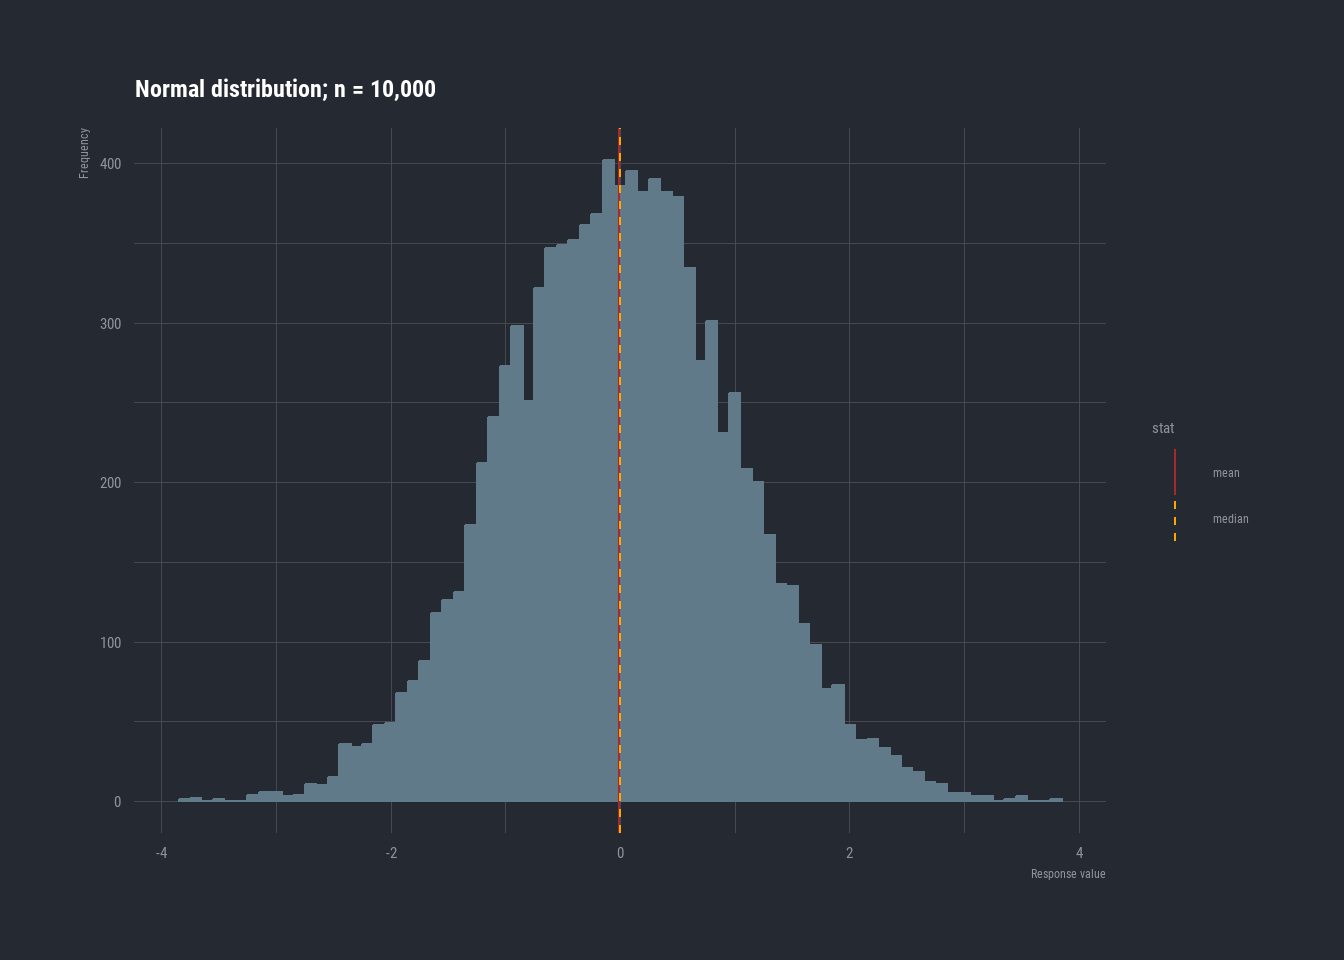 Normal distribution; n = 10,000
Frequency
400
300
200
100
0
-4
-2
0
2
4
Response value
stat
mean
median